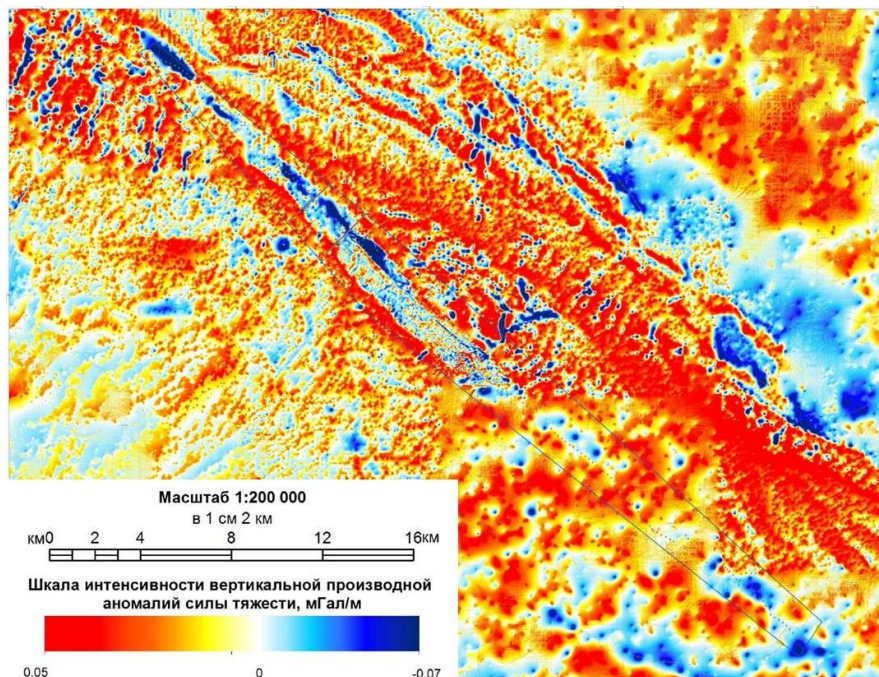 Масштаб 1:200 000
в 1 см 2 км
км0 2 4 8 12 16км
Шкала интенсивности вертикальной производной
аномалий силы тяжести, мГал/м
0.05 0 -0.07